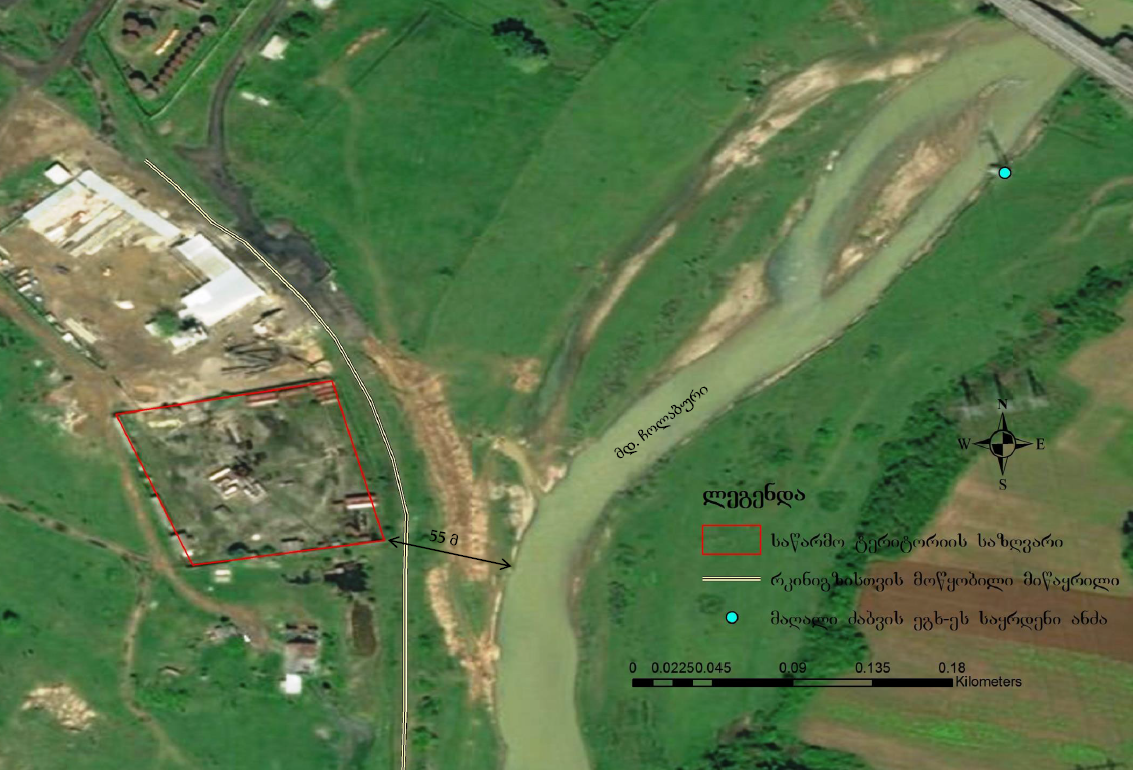 მდ. ჩოლაბური
N
W E
S
ლეგენდა
55 მ
საწარმო ტერიტორიის საზღვარი
რკინიგზისთვის მოწყობილი მიწაყრილი
მაღალი ძაბვის ეგხ-ეს საყრდენი ანძა
0 0.0225 0.045 0.09 0.135 0.18
Kilometers